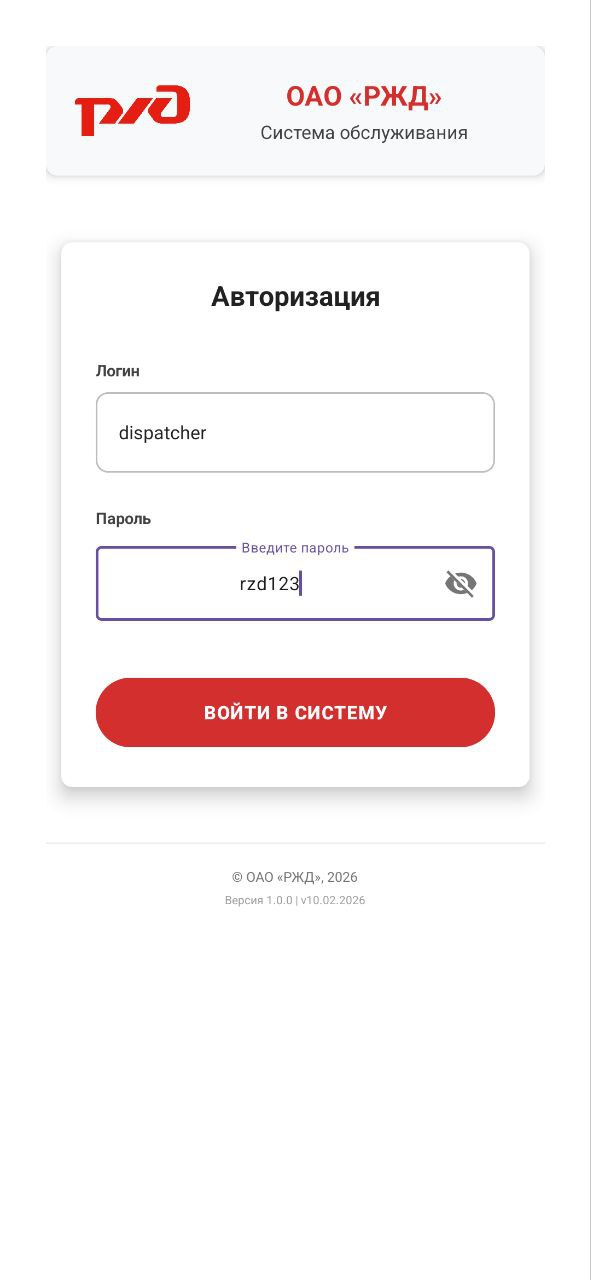 ржд
ОАО «РЖД»
Система обслуживания
Авторизация
Логин
dispatcher
Пароль
Введите пароль
rzd123
ВОЙТИ В СИСТЕМУ
© ОАО «РЖД», 2026
Версия 1.0.0 | v10.02.2026